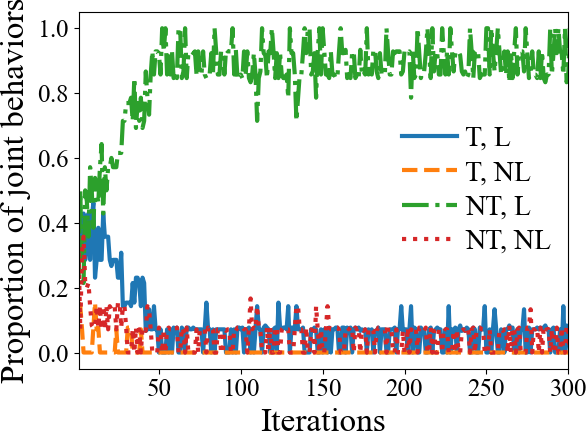 Proportion of joint behaviors
1.0
0.8
0.6
0.4
0.2
0.0
T, L
T, NL
NT, L
NT, NL
50 100 150 200 250 300
Iterations